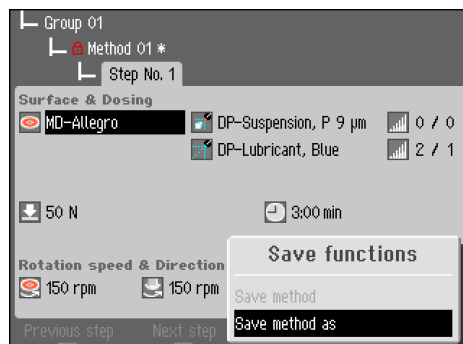 Group 01
Method 01 *
Step No. 1
Surface & Dosing
MD-Allegro DP-Suspension, P 9 µm 0 / 0
DP-Lubricant, Blue 2 / 1
50 N 3:00 min
Rotation speed & Direction
150 rpm 150 rpm
Save functions
Save method
Save method as
Previous step Next step